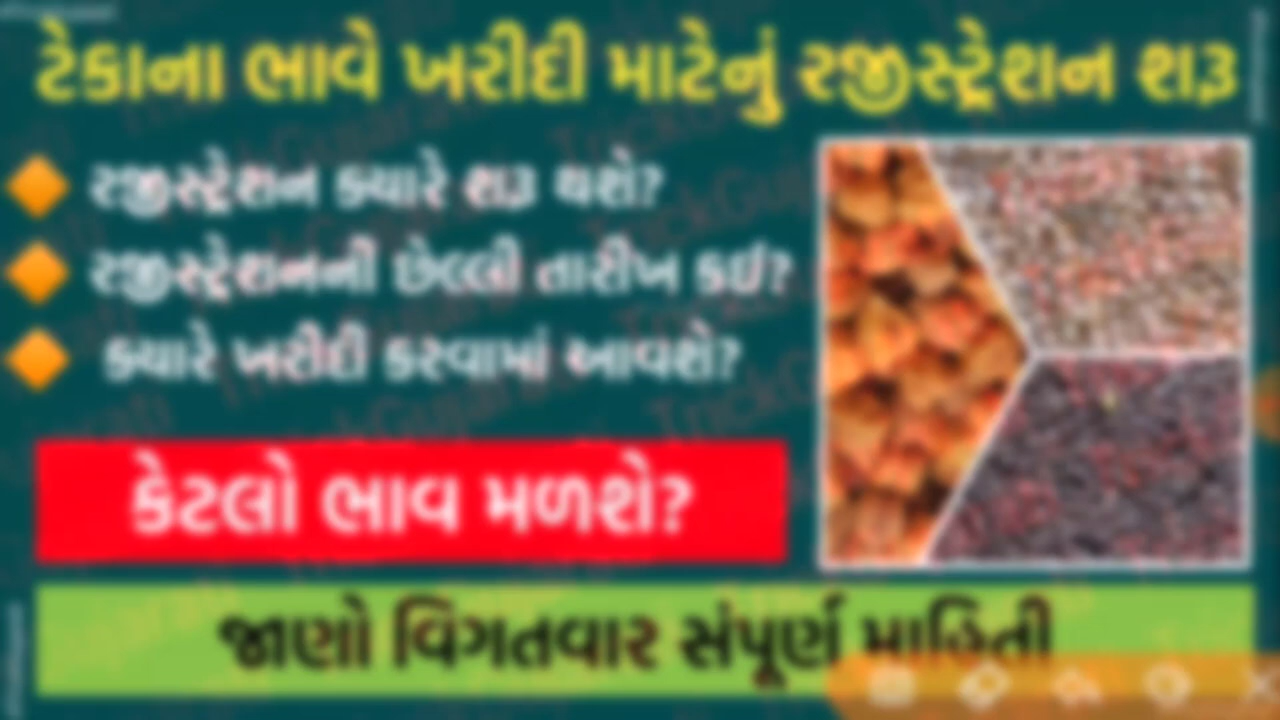 ટેકાના ભાવે ખરીદી માટેનું રજીસ્ટ્રેશન શરૂ
રજીસ્ટ્રેશન ક્યારે શરૂ થશે?
રજીસ્ટ્રેશનની છેલ્લી તારીખ કઈ?
ક્યારે ખરીદી કરવામાં આવશે?
કેટલો ભાવ મળશે?
જાણો વિગતવાર સંપૂર્ણ માહિતી